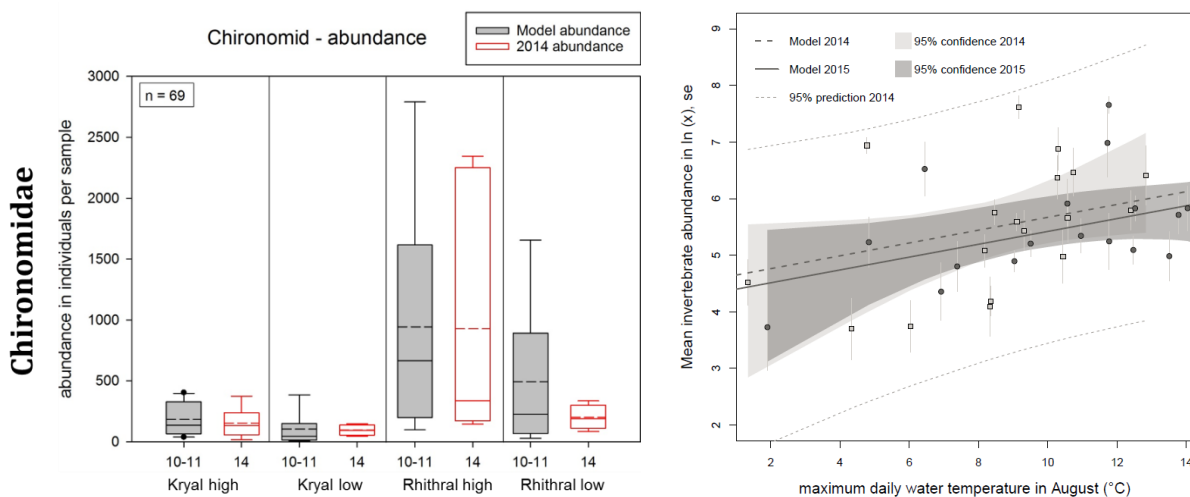 Chironomidae
Chironomid - abundance
Model abundance
2014 abundance
abundance in individuals per sample
3000
2500
2000
1500
1000
500
0
n = 69
10-11 14 10-11 14 10-11 14 10-11 14
Kryal high Kryal low Rhithral high Rhithral low
Mean invertebrate abundance in ln (x), se
9
8
7
6
5
4
3
2
Model 2014 95% confidence 2014
Model 2015 95% confidence 2015
95% prediction 2014
2 4 6 8 10 12 14
maximum daily water temperature in August (°C)